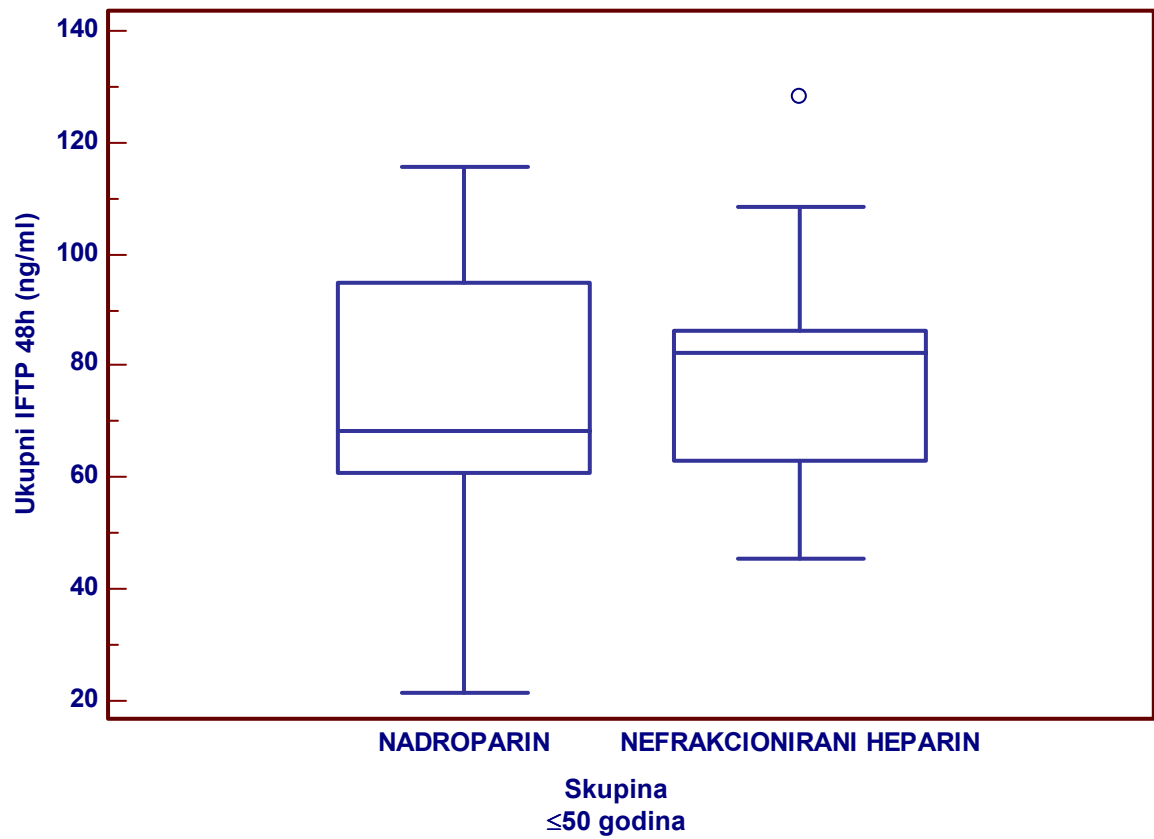 Ukupni IFTP 48h (ng/ml)
140
120
100
80
60
40
20
NADROPARIN
NEFRAKCIONIRANI HEPARIN
Skupina
≤50 godina